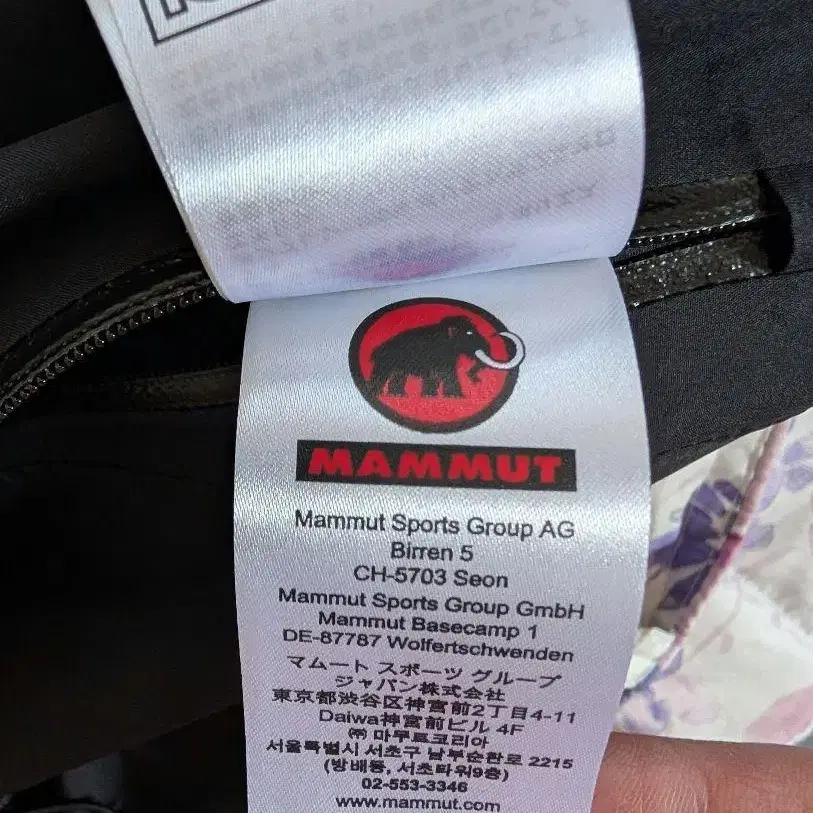 MAMMUT
Mammut Sports Group AG
Birren 5
CH-5703 Seon
Mammut Sports Group GmbH
Mammut Basecamp 1
DE-87787 Wolfertschwenden
マムート スポーツ グループ
ジャパン株式会社
東京都渋谷区神宮前2丁目4-11
Daiwa神宮前ビル 4F
㈜ 마무트코리아
서울특별시 서초구 남부순환로 2215
(방배동, 서초타워9층)
02-553-3346
www.mammut.com